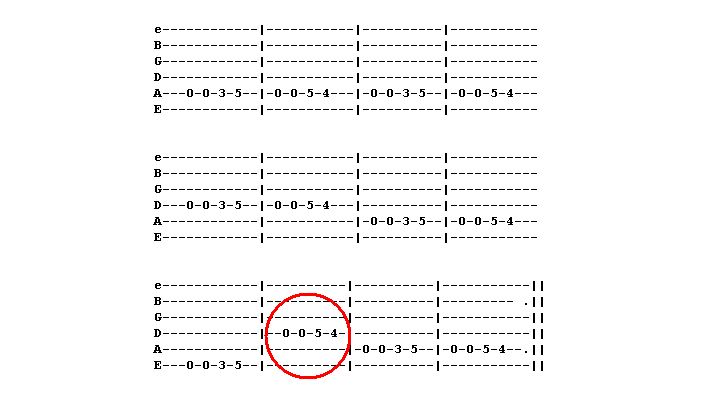 e------------|-----------|----------|-----------
B------------|-----------|----------|-----------
G------------|-----------|----------|-----------
D------------|-----------|----------|-----------
A---0-0-3-5--|-0-0-5-4---|-0-0-3-5--|-0-0-5-4---
E------------|-----------|----------|-----------
e------------|-----------|----------|-----------
B------------|-----------|----------|-----------
G------------|-----------|----------|-----------
D---0-0-3-5--|-0-0-5-4---|----------|-----------
A------------|-----------|-0-0-3-5--|-0-0-5-4---
E------------|-----------|----------|-----------
e------------|----------|----------|-----------||
B------------|----------|----------|--------- .||
G------------|----------|----------|-----------||
D------------|-0-0-5-4|----------|-----------||
A------------|----------|-0-0-3-5--|-0-0-5-4--.||
E---0-0-3-5--|----------|----------|-----------||